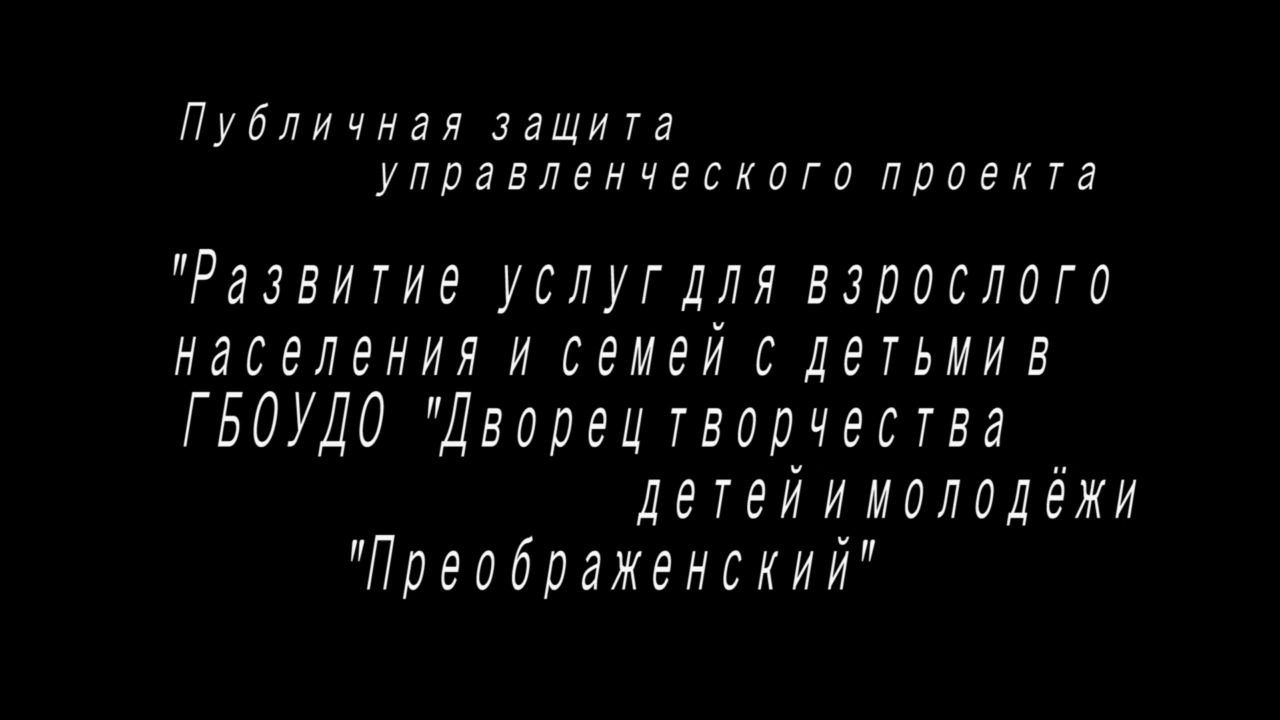 Публичная защита
управленческого проекта
"Развитие услуг для взрослого
населения и семей с детьми в
ГБОУДО "Дворец творчества
детей и молодёжи
"Преображенский"